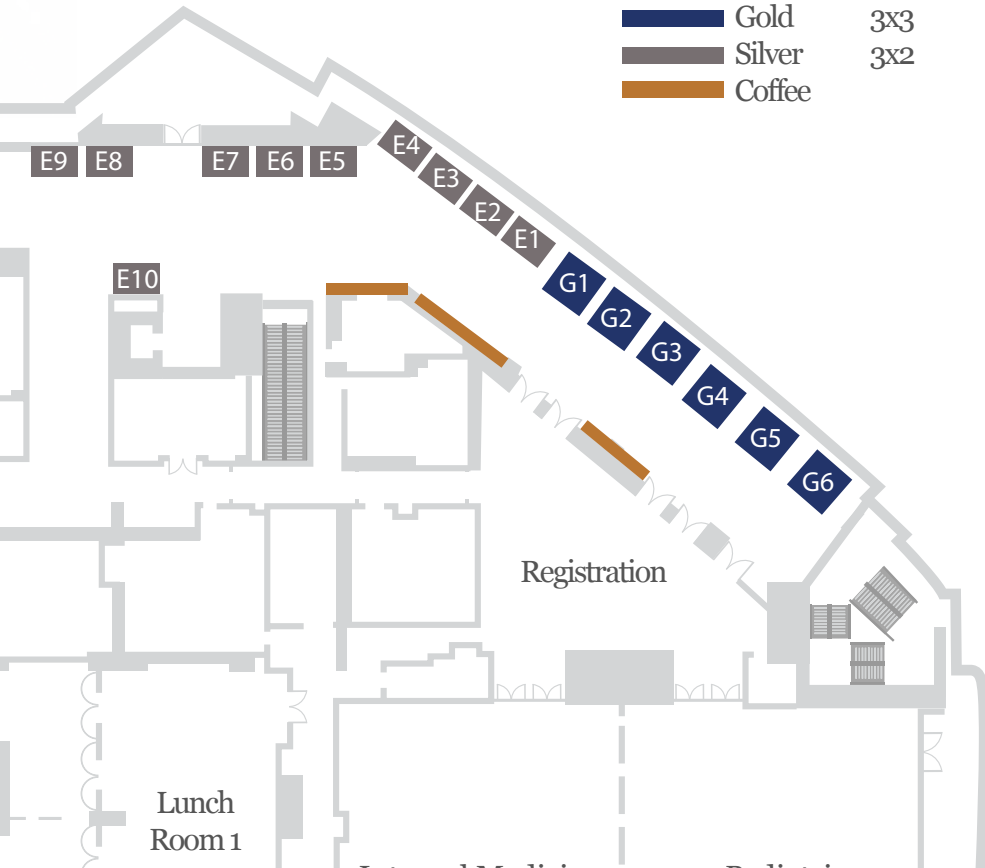 Gold 3x3
Silver 3x2
Coffee
E4
E9 E8 E7 E6 E5
E3
E2
E1
E10
G1
G2
G3
G4
G5
G6
Registration
Lunch
Room 1